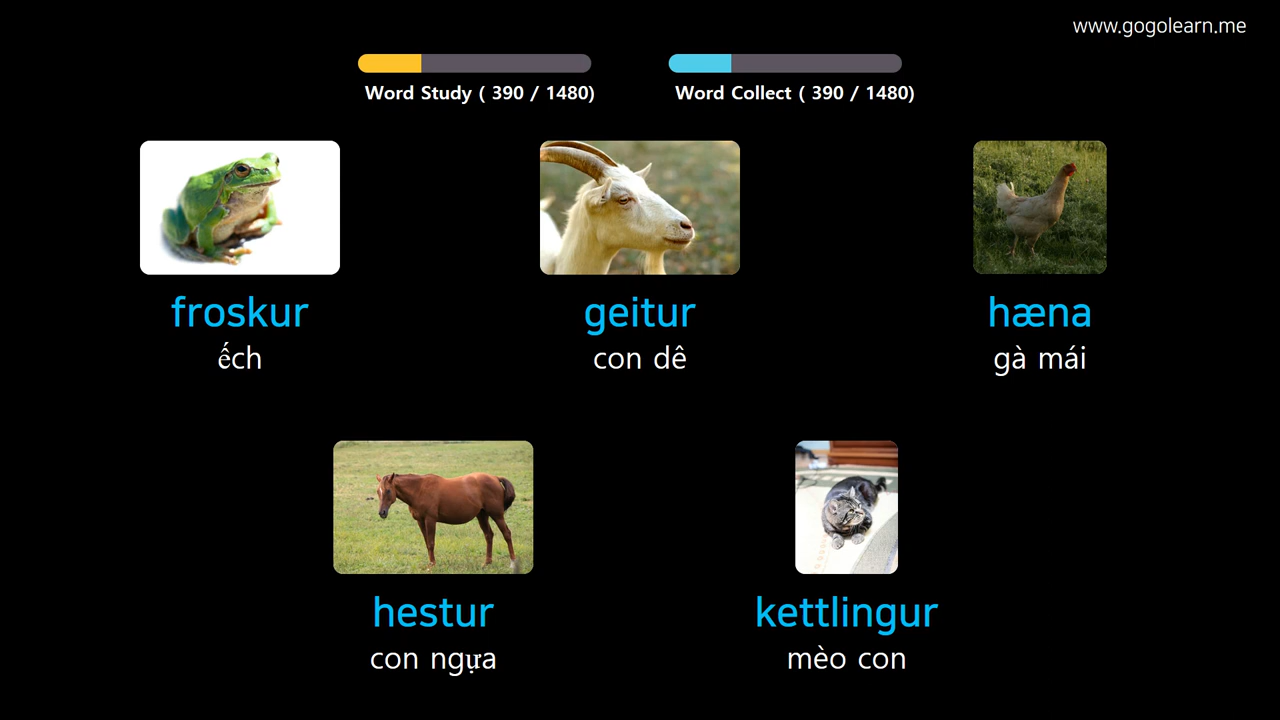 www.gogolearn.me
Word Study ( 390 / 1480)
Word Collect ( 390 / 1480)
froskur
ếch
geitur
con dê
hæna
gà mái
hestur
con ngựa
kettlingur
mèo con